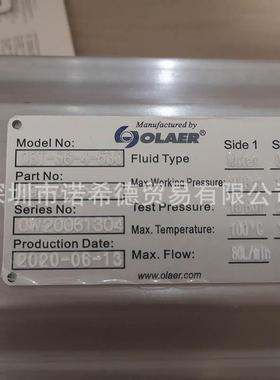 Manufactured by
OLAER®
Model No: Fluid Type Side 1
Part No: Max. Working Pressure:
Series No: OW20061304 Test Pressure:
Max. Temperature: 100°C
Production Date: 2020-06-13 Max. Flow: 80L/min
www.olaer.com
深圳市诺希德贸易有限公司